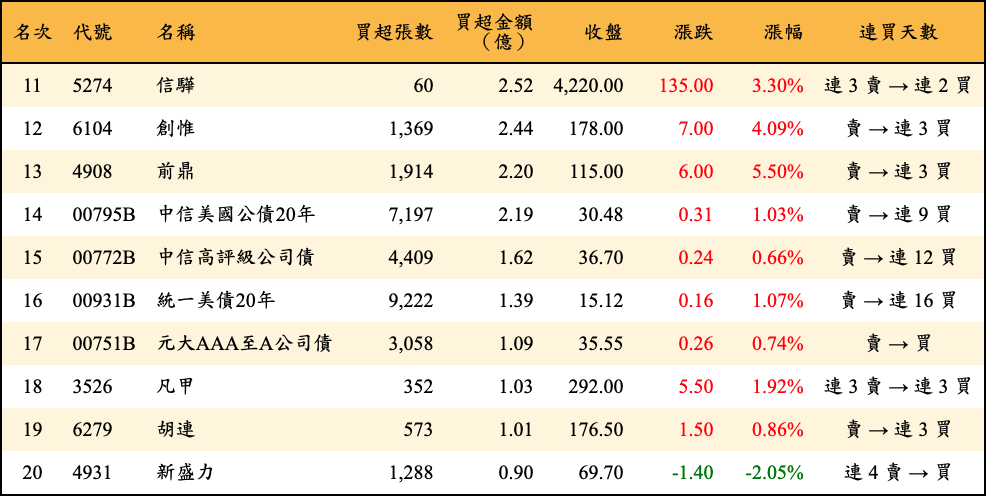 名次 代號 名稱 買超張數 買超金額（億） 收盤 漲跌 漲幅 連買天數
11 5274 信驊 60 2.52 4,220.00 135.00 3.30% 連 3 賣 → 連 2 買
12 6104 創惟 1,369 2.44 178.00 7.00 4.09% 賣 → 連 3 買
13 4908 前鼎 1,914 2.20 115.00 6.00 5.50% 賣 → 連 3 買
14 00795B 中信美國公債20年 7,197 2.19 30.48 0.31 1.03% 賣 → 連 9 買
15 00772B 中信高評級公司債 4,409 1.62 36.70 0.24 0.66% 賣 → 連 12 買
16 00931B 統一美債20年 9,222 1.39 15.12 0.16 1.07% 賣 → 連 16 買
17 00751B 元大AAA至A公司債 3,058 1.09 35.55 0.26 0.74% 賣 → 買
18 3526 凡甲 352 1.03 292.00 5.50 1.92% 連 3 賣 → 連 3 買
19 6279 胡連 573 1.01 176.50 1.50 0.86% 賣 → 連 3 買
20 4931 新盛力 1,288 0.90 69.70 -1.40 -2.05% 連 4 賣 → 買